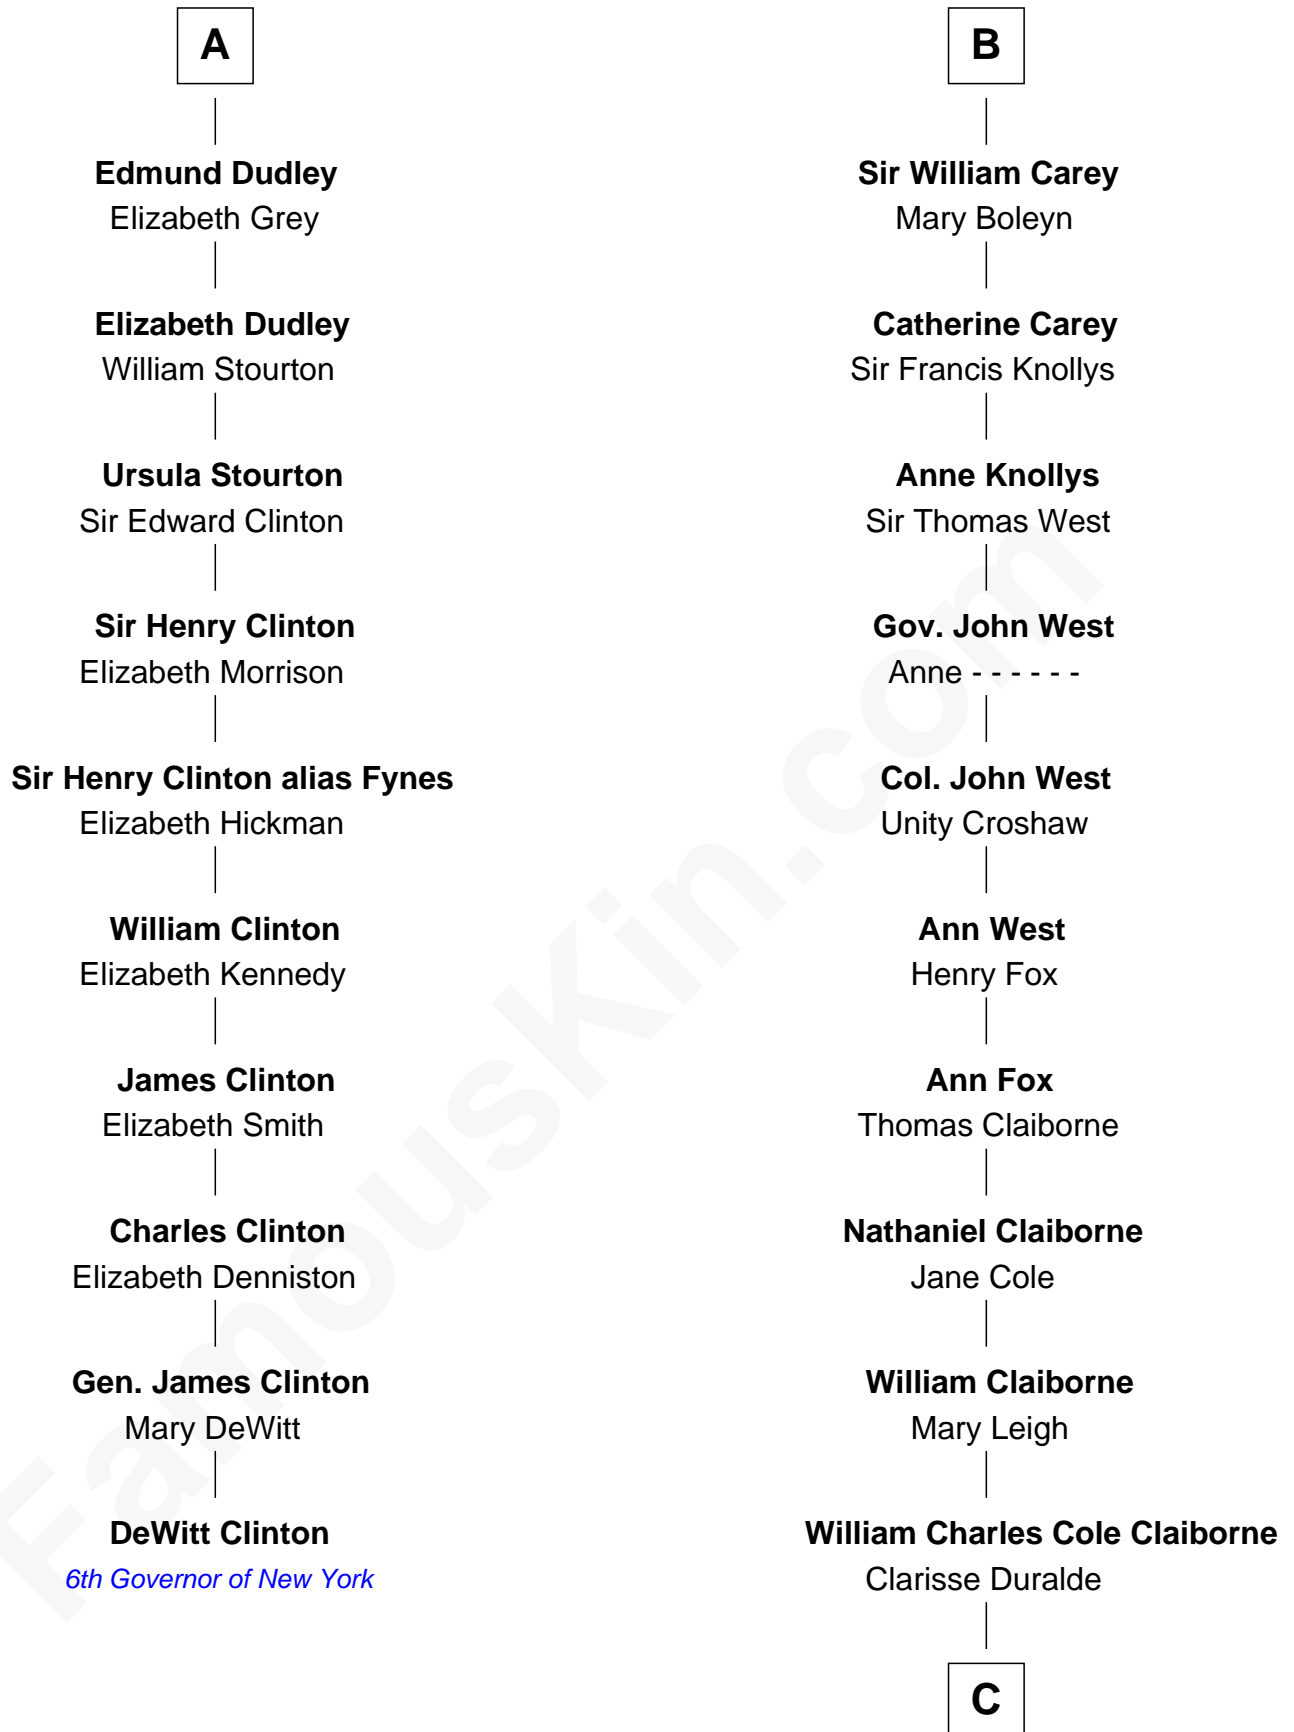 A
Edmund Dudley
Elizabeth Grey
Elizabeth Dudley
William Stourton
Ursula Stourton
Sir Edward Clinton
Sir Henry Clinton
Elizabeth Morrison
Sir Henry Clinton alias Fynes
Elizabeth Hickman
William Clinton
Elizabeth Kennedy
James Clinton
Elizabeth Smith
Charles Clinton
Elizabeth Denniston
Gen. James Clinton
Mary DeWitt
DeWitt Clinton
6th Governor of New York
B
Sir William Carey
Mary Boleyn
Catherine Carey
Sir Francis Knollys
Anne Knollys
Sir Thomas West
Gov. John West
Anne - - - - - -
Col. John West
Unity Croshaw
Ann West
Henry Fox
Ann Fox
Thomas Claiborne
Nathaniel Claiborne
Jane Cole
William Claiborne
Mary Leigh
William Charles Cole Claiborne
Clarisse Duralde
C
FamousKin.com